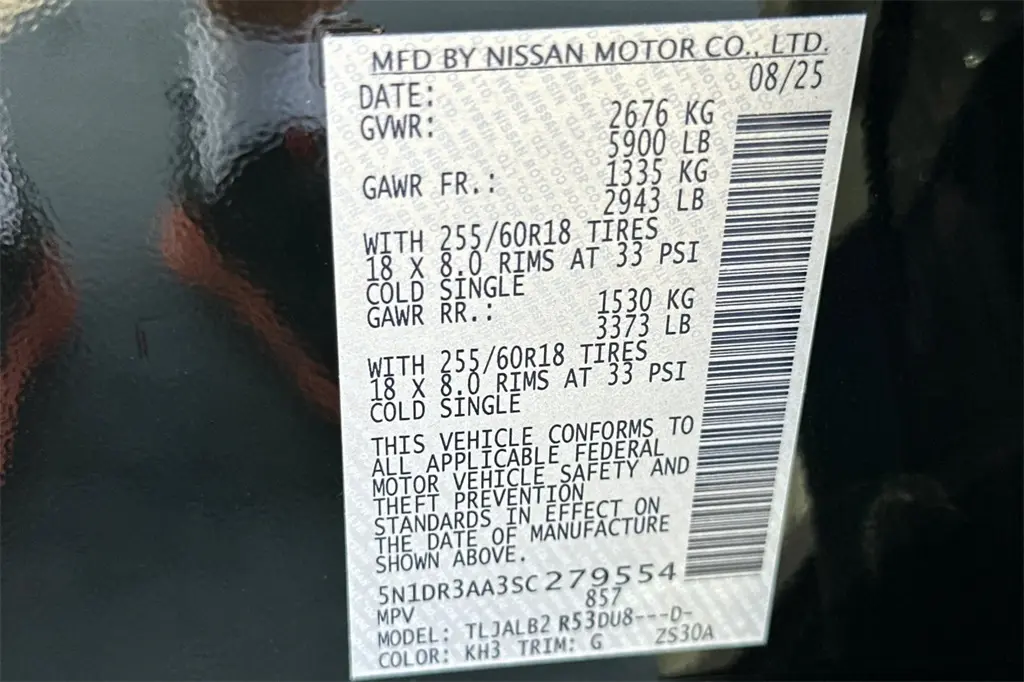 MFD BY NISSAN MOTOR CO., LTD.
DATE: 08/25
GVWR: 2676 KG
5900 LB
GAWR FR.: 1335 KG
2943 LB
WITH 255/60R18 TIRES
18 X 8.0 RIMS AT 33 PSI
COLD SINGLE
GAWR RR.: 1530 KG
3373 LB
WITH 255/60R18 TIRES
18 X 8.0 RIMS AT 33 PSI
COLD SINGLE
THIS VEHICLE CONFORMS TO
ALL APPLICABLE FEDERAL
MOTOR VEHICLE SAFETY AND
THEFT PREVENTION
STANDARDS IN EFFECT ON
THE DATE OF MANUFACTURE
SHOWN ABOVE.
5N1DR3AA3SC279554
MPV 857
MODEL: TLJALB2 R53DU8---D-
COLOR: KH3 TRIM: G ZS30A